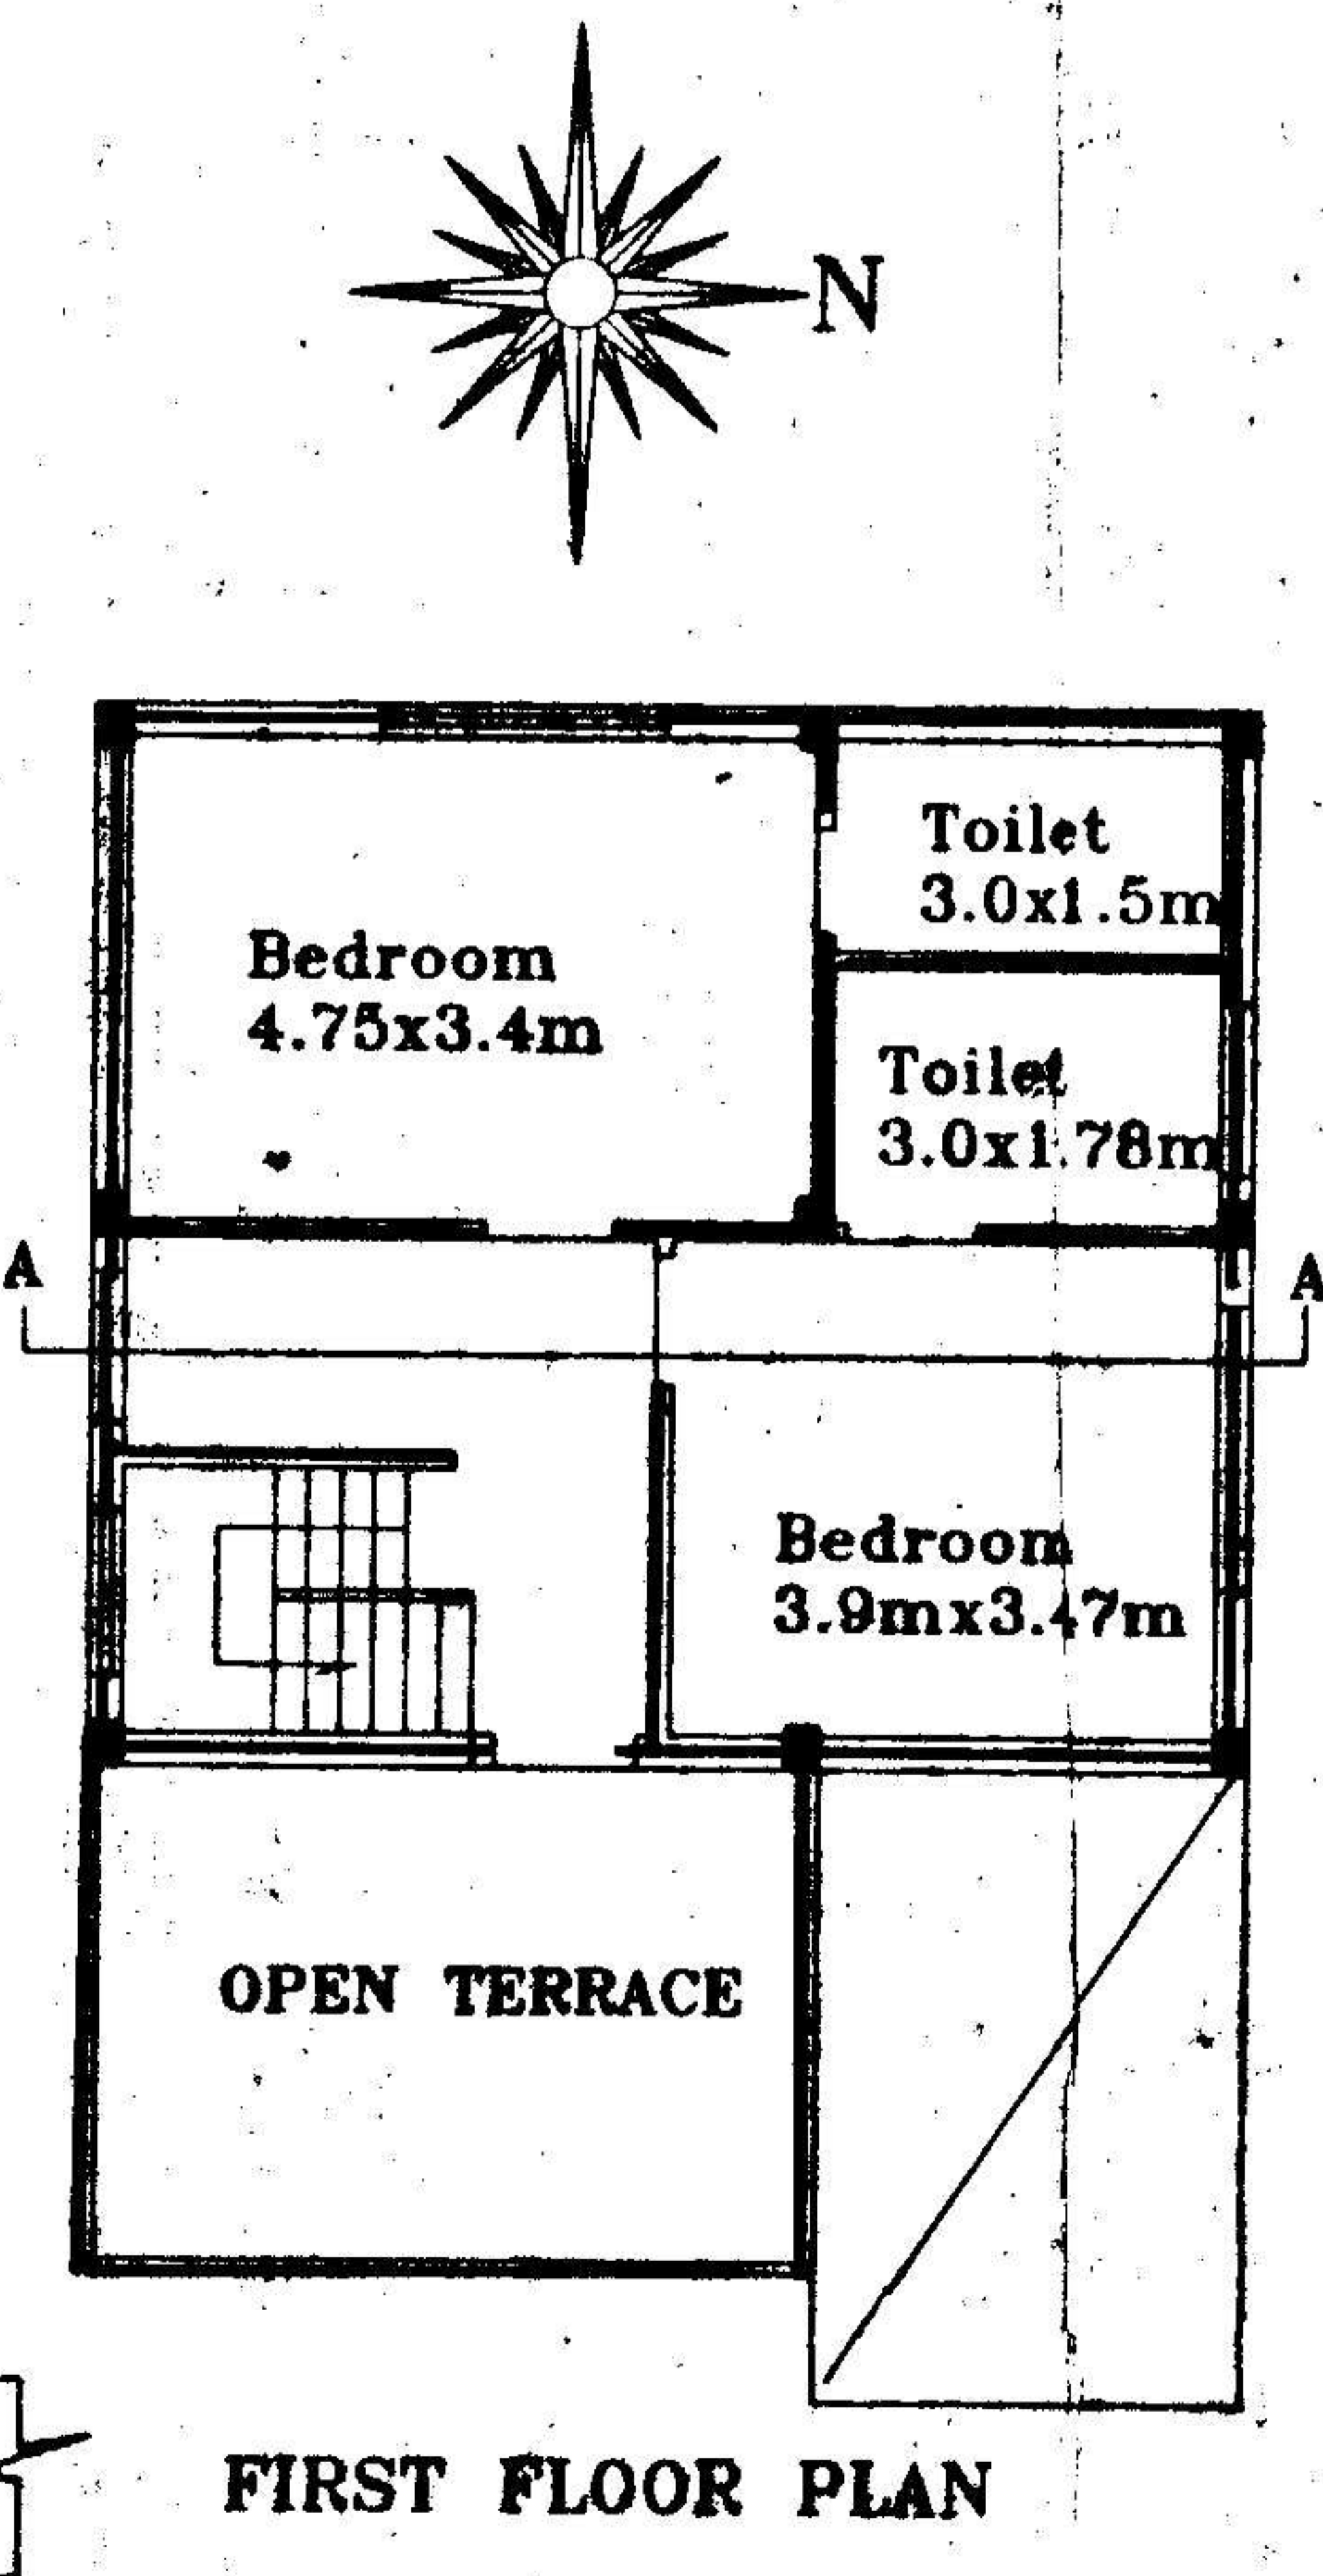 N
Toilet
3.0x1.5m
Bedroom
4.75x3.4m
Toilet
3.0x1.78m
A
A
Bedroom
3.9mx3.47m
OPEN TERRACE
FIRST FLOOR PLAN